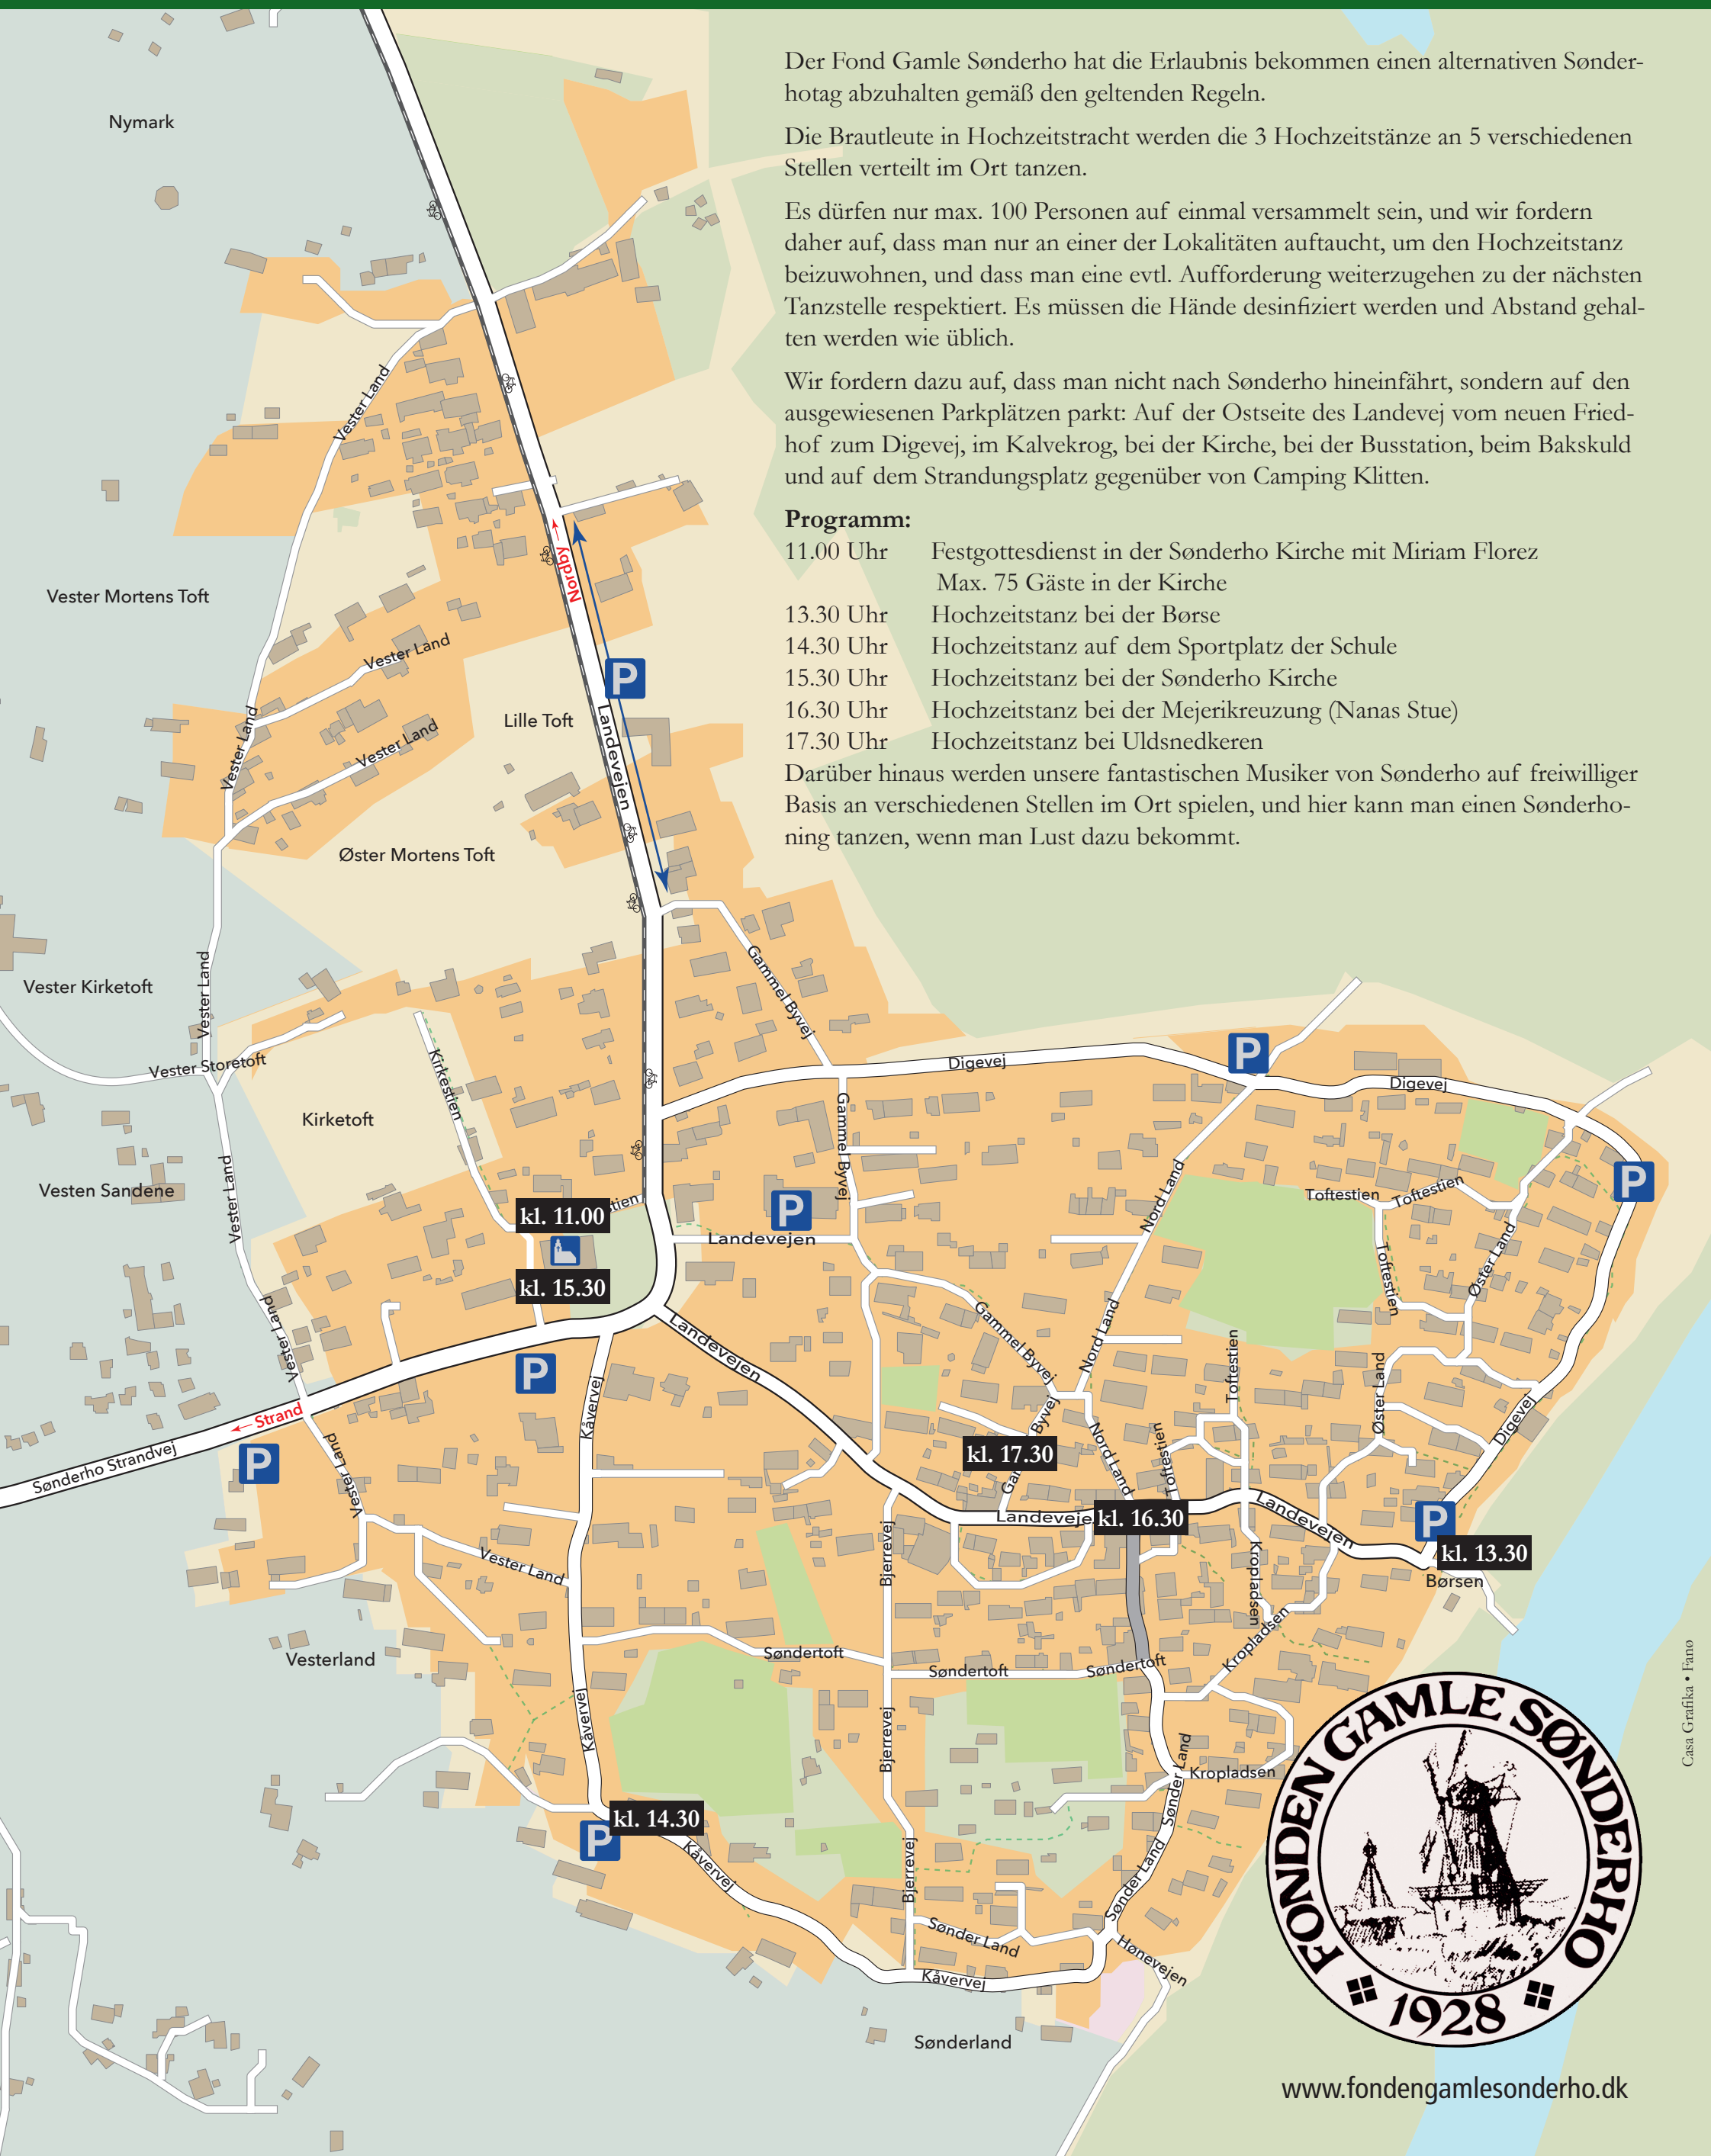 Der Fond Gamle Sønderho hat die Erlaubnis bekommen einen alternativen Sønder-
hotag abzuhalten gemäß den geltenden Regeln.
Die Brautleute in Hochzeitstracht werden die 3 Hochzeitstänze an 5 verschiedenen
Stellen verteilt im Ort tanzen.
Es dürfen nur max. 100 Personen auf einmal versammelt sein, und wir fordern
daher auf, dass man nur an einer der Lokalitäten auftaucht, um den Hochzeitstanz
beizuwohnen, und dass man eine evtl. Aufforderung weiterzugehen zu der nächsten
Tanzstelle respektiert. Es müssen die Hände desinfiziert werden und Abstand gehal-
ten werden wie üblich.
Wir fordern dazu auf, dass man nicht nach Sønderho hineinfährt, sondern auf den
ausgewiesenen Parkplätzen parkt: Auf der Ostseite des Landevej vom neuen Fried-
hof zum Digevej, im Kalvekrog, bei der Kirche, bei der Busstation, beim Bakskuld
und auf dem Strandungsplatz gegenüber von Camping Klitten.
Programm:
11.00 Uhr Festgottesdienst in der Sønderho Kirche mit Miriam Florez
Max. 75 Gäste in der Kirche
13.30 Uhr Hochzeitstanz bei der Børse
14.30 Uhr Hochzeitstanz auf dem Sportplatz der Schule
15.30 Uhr Hochzeitstanz bei der Sønderho Kirche
16.30 Uhr Hochzeitstanz bei der Mejerikreuzung (Nanas Stue)
17.30 Uhr Hochzeitstanz bei Uldsnedkeren
Darüber hinaus werden unsere fantastischen Musiker von Sønderho auf freiwilliger
Basis an verschiedenen Stellen im Ort spielen, und hier kann man einen Sønderho-
ning tanzen, wenn man Lust dazu bekommt.
Nymark
Vester Land
Nordby
Vester Mortens Toft
Vester Land
P
Lille Toft
Landevejen
Vester Land
Vester Land
Øster Mortens Toft
Vester Kirketoft
Vester Land
Gammel Byvej
Vester Storetoft
Kirkestien
Digevej
P
Digevej
Kirketoft
Gammel Byvej
Vesten Sandene
Vester Land
kl. 11.00
stien
P
Landevejen
Nord Land
Toftestien
Toftestien
P
kl. 15.30
Toftestien
Øster Land
Vester Land
Landevejen
Gammel Byvej
Nord Land
Toftestien
Øster Land
P
Kåvervej
Strand
Sønderho Strandvej
P
Vester Land
kl. 17.30
Gam
Byvej
Nord Land
Toftestien
Digevej
Landeveje
kl. 16.30
Landevejen
P
kl. 13.30
Børsen
Vester Land
Bjerrevej
Kropladsen
Vesterland
Søndertoft
Søndertoft
Søndertoft
Kropladsen
Kåvervej
Bjerrevej
Sønder Land
Kropladsen
kl. 14.30
P
Kåvervej
Bjerrevej
Sønder Land
Sønder Land
Hønevejen
Kåvervej
Sønderland
Casa Grafika • Fanø
FONDEN GAMLE SØNDERHO
1928
www.fondengamlesonderho.dk